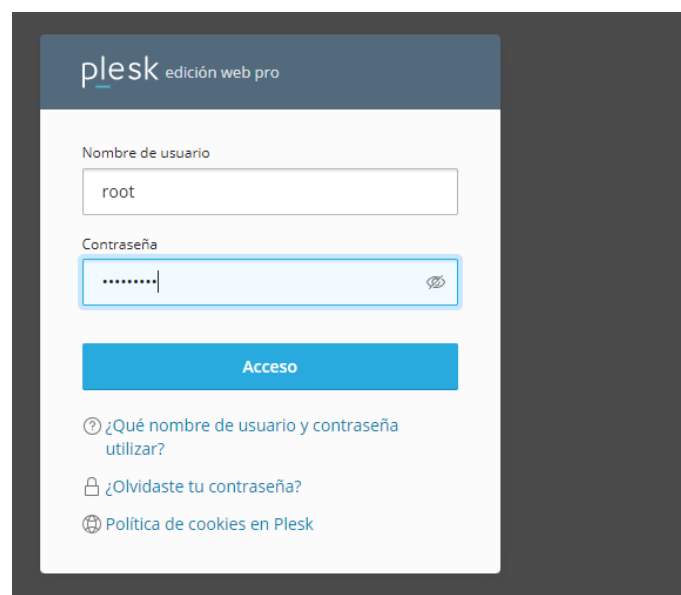 plesk edición web pro
Nombre de usuario
root
Contraseña
•••••••••
Acceso
¿Qué nombre de usuario y contraseña
utilizar?
¿Olvidaste tu contraseña?
Política de cookies en Plesk